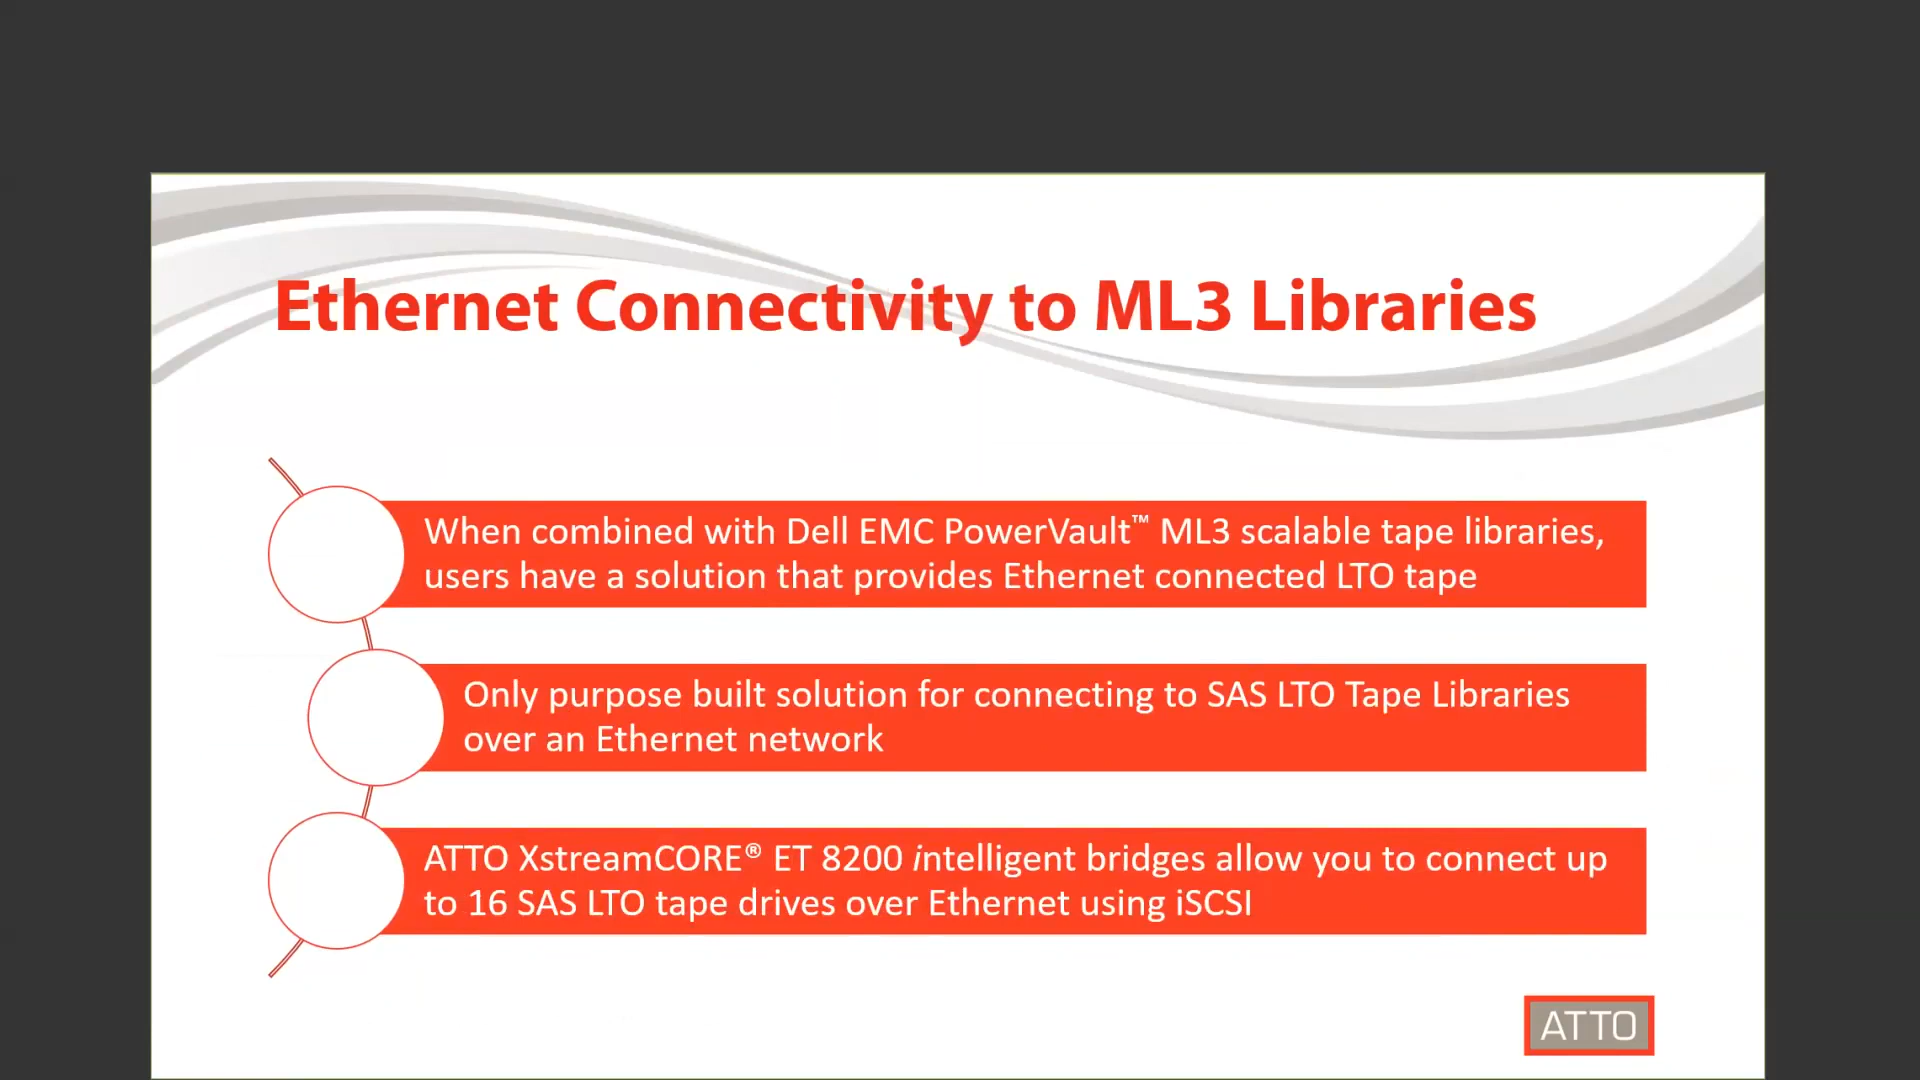 Ethernet Connectivity to ML3 Libraries
When combined with Dell EMC PowerVault™ ML3 scalable tape libraries,
users have a solution that provides Ethernet connected LTO tape
Only purpose built solution for connecting to SAS LTO Tape Libraries
over an Ethernet network
ATTO XstreamCORE® ET 8200 intelligent bridges allow you to connect up
to 16 SAS LTO tape drives over Ethernet using iSCSI
ATTO